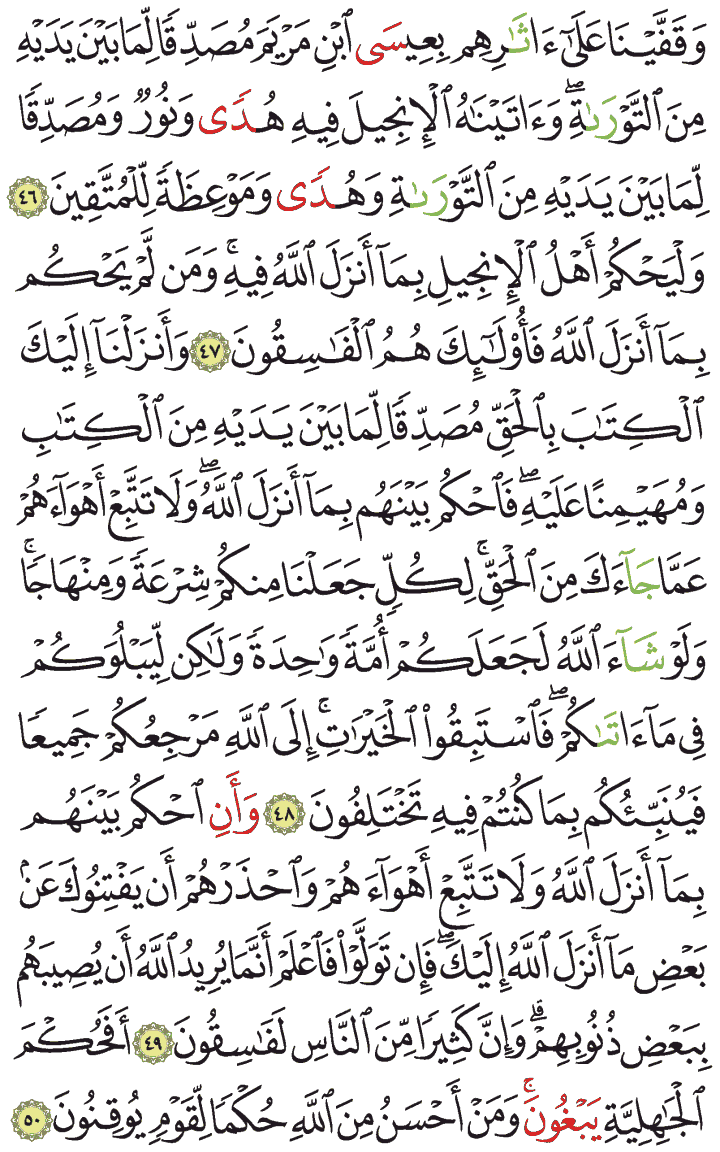 وَقَفَّيْنَا عَلَىٰٓ ءَاثَٰرِهِم بِعِيسَى ٱبْنِ مَرْيَمَ مُصَدِّقًا لِّمَا بَيْنَ يَدَيْهِ
مِنَ ٱلتَّوْرَىٰةِ ۖ وَءَاتَيْنَٰهُ ٱلْإِنجِيلَ فِيهِ هُدًى وَنُورٌ وَمُصَدِّقًا
لِّمَا بَيْنَ يَدَيْهِ مِنَ ٱلتَّوْرَىٰةِ وَهُدًى وَمَوْعِظَةً لِّلْمُتَّقِينَ ٤٦
وَلْيَحْكُمْ أَهْلُ ٱلْإِنجِيلِ بِمَآ أَنزَلَ ٱللَّهُ فِيهِ ۚ وَمَن لَّمْ يَحْكُم
بِمَآ أَنزَلَ ٱللَّهُ فَأُو۟لَٰٓئِكَ هُمُ ٱلْفَٰسِقُونَ ٤٧ وَأَنزَلْنَآ إِلَيْكَ
ٱلْكِتَٰبَ بِٱلْحَقِّ مُصَدِّقًا لِّمَا بَيْنَ يَدَيْهِ مِنَ ٱلْكِتَٰبِ
وَمُهَيْمِنًا عَلَيْهِ ۖ فَٱحْكُم بَيْنَهُم بِمَآ أَنزَلَ ٱللَّهُ ۖ وَلَا تَتَّبِعْ أَهْوَآءَهُمْ
عَمَّا جَآءَكَ مِنَ ٱلْحَقِّ ۚ لِكُلٍّ جَعَلْنَا مِنكُمْ شِرْعَةً وَمِنْهَاجًا ۚ
وَلَوْ شَآءَ ٱللَّهُ لَجَعَلَكُمْ أُمَّةً وَٰحِدَةً وَلَٰكِن لِّيَبْلُوَكُمْ
فِى مَآ ءَاتَىٰكُمْ ۖ فَٱسْتَبِقُوا۟ ٱلْخَيْرَٰتِ ۚ إِلَى ٱللَّهِ مَرْجِعُكُمْ جَمِيعًا
فَيُنَبِّئُكُم بِمَا كُنتُمْ فِيهِ تَخْتَلِفُونَ ٤٨ وَأَنِ ٱحْكُم بَيْنَهُم
بِمَآ أَنزَلَ ٱللَّهُ وَلَا تَتَّبِعْ أَهْوَآءَهُمْ وَٱحْذَرْهُمْ أَن يَفْتِنُوكَ عَنۢ
بَعْضِ مَآ أَنزَلَ ٱللَّهُ إِلَيْكَ ۖ فَإِن تَوَلَّوْا۟ فَٱعْلَمْ أَنَّمَا يُرِيدُ ٱللَّهُ أَن يُصِيبَهُم
بِبَعْضِ ذُنُوبِهِمْ ۗ وَإِنَّ كَثِيرًا مِّنَ ٱلنَّاسِ لَفَٰسِقُونَ ٤٩ أَفَحُكْمَ
ٱلْجَٰهِلِيَّةِ يَبْغُونَ ۚ وَمَنْ أَحْسَنُ مِنَ ٱللَّهِ حُكْمًا لِّقَوْمٍ يُوقِنُونَ ٥٠